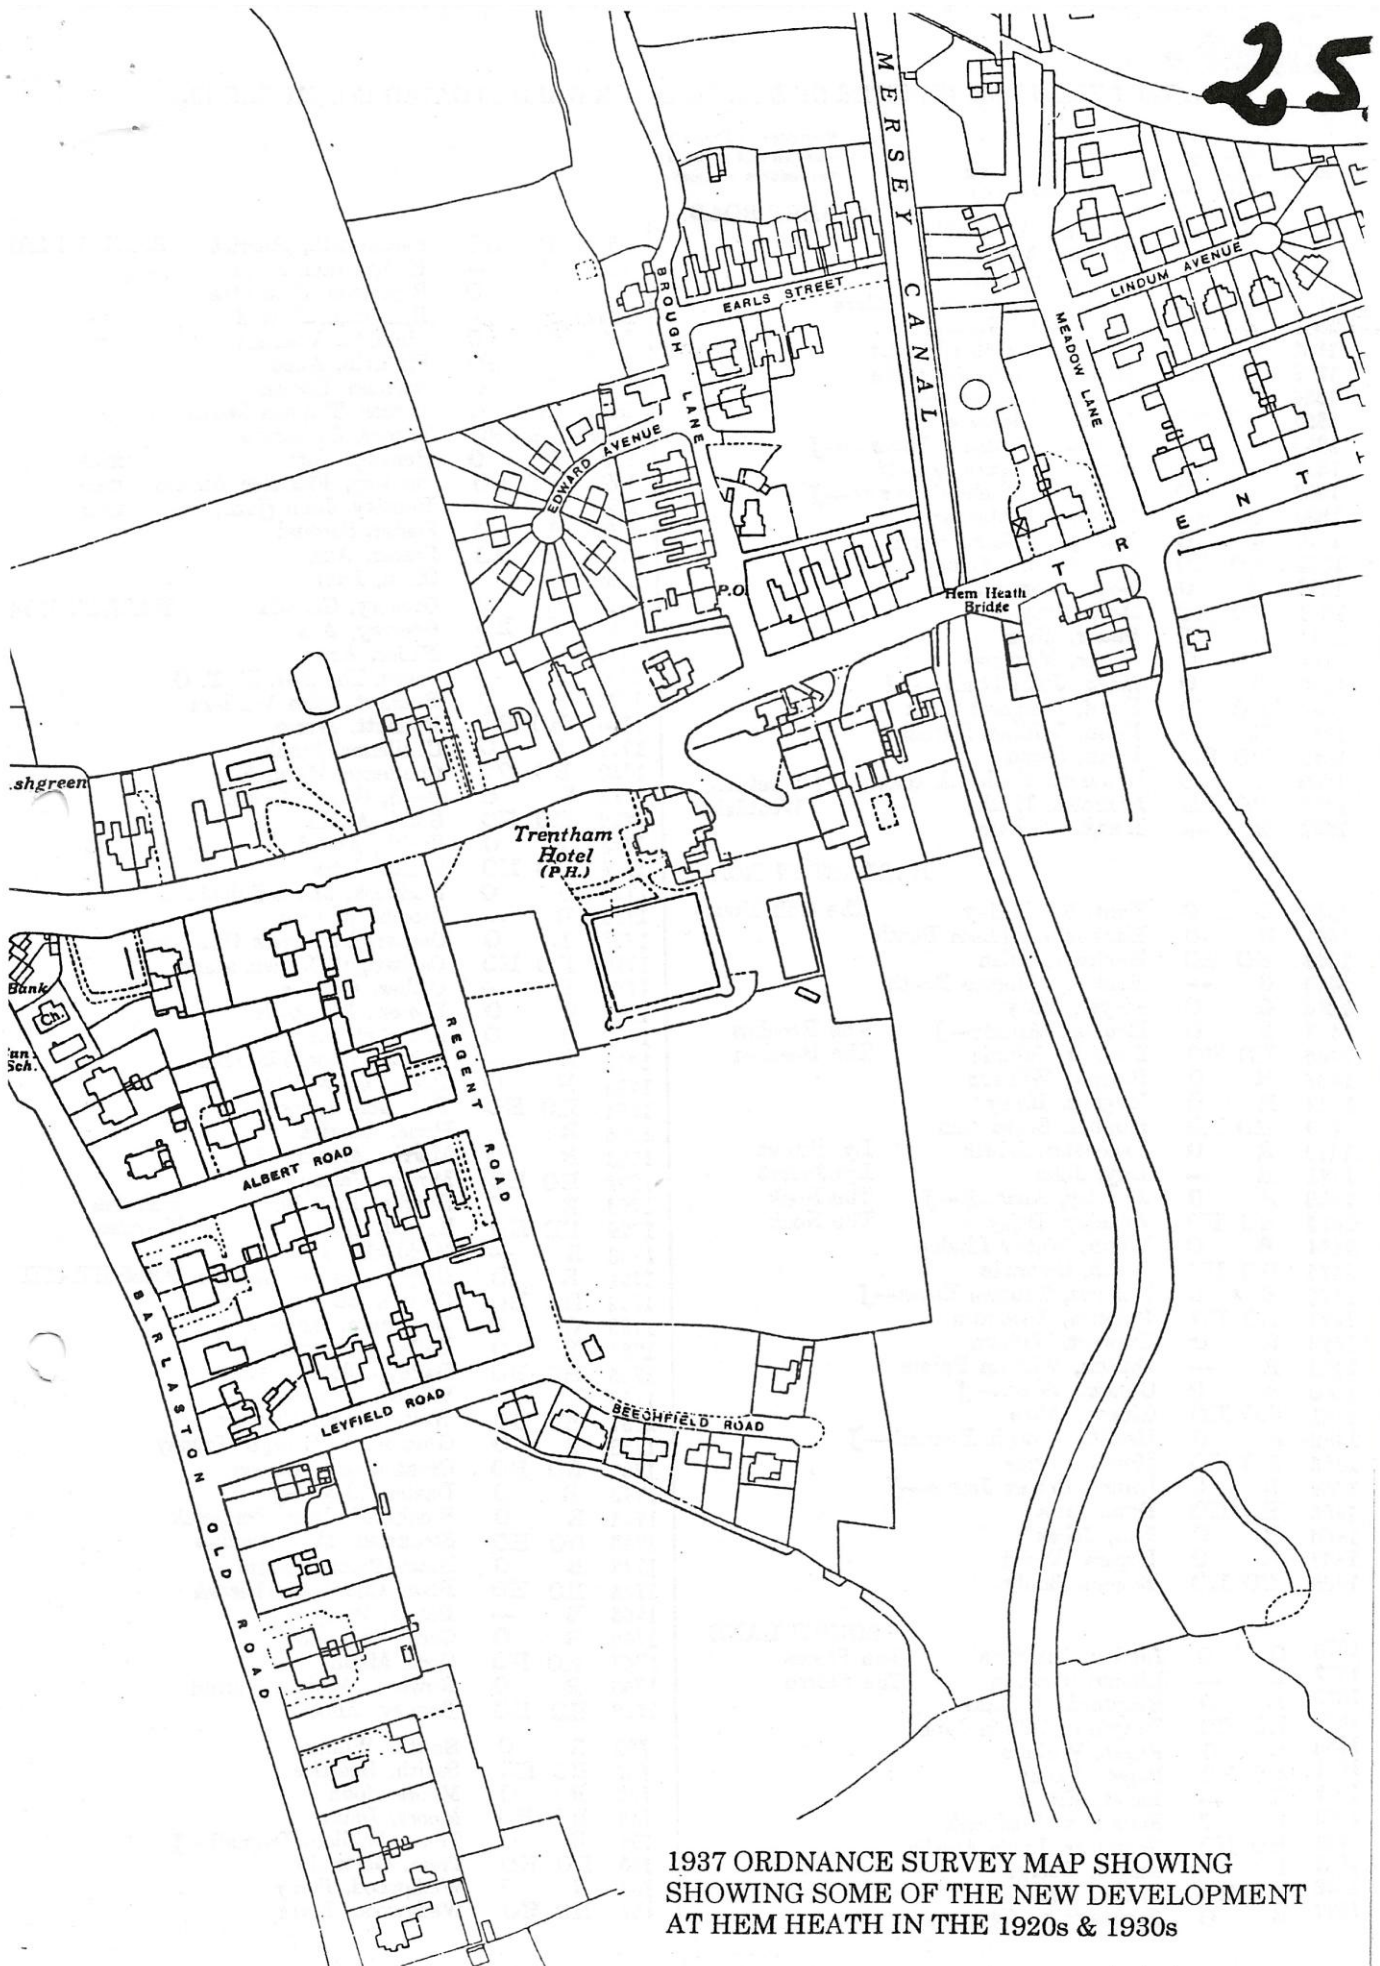 25.
MERSEY CANAL
BROUGH LANE
EARLS STREET
LINDUM AVENUE
MEADOW LANE
EDWARD AVENUE
P.O.
Hem Heath
Bridge
TRENTH
shgreen
Trentham
Hotel
(P.H.)
Bank
Ch.
Sch.
REGENT ROAD
ALBERT ROAD
BARLASTON OLD ROAD
LEYFIELD ROAD
BEECHFIELD ROAD
1937 ORDNANCE SURVEY MAP SHOWING
SHOWING SOME OF THE NEW DEVELOPMENT
AT HEM HEATH IN THE 1920s & 1930s